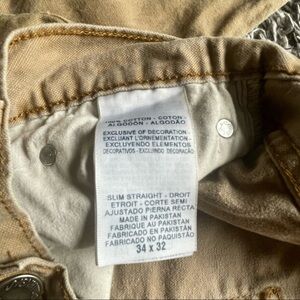 100% COTTON - COTON -
ALGODÓN - ALGODÃO
EXCLUSIVE OF DECORATION -
EXCLUANT L'ORNEMENTATION -
EXCLUYENDO ELEMENTOS
DECORATIVOS - EXCLUINDO DECORAÇÃO
SLIM STRAIGHT - DROIT
ETROIT - CORTE SEMI
AJUSTADO PIERNA RECTA
MADE IN PAKISTAN
FABRIQUE AU PAKISTAN
FABRICADO EN PAKISTAN
FABRICADO NO PAQUISTÃO
34 x 32